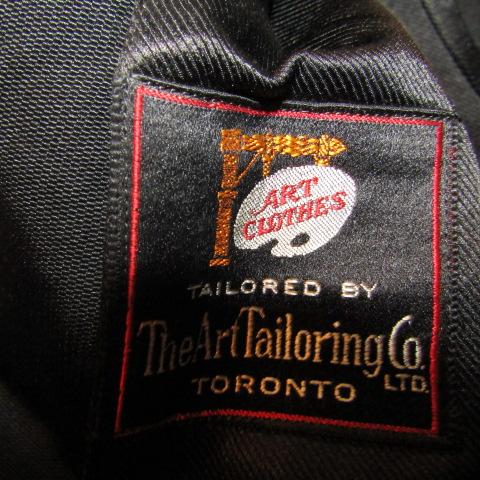 ART
CLOTHES
TAILORED BY
The Art Tailoring Co.
LTD.
TORONTO